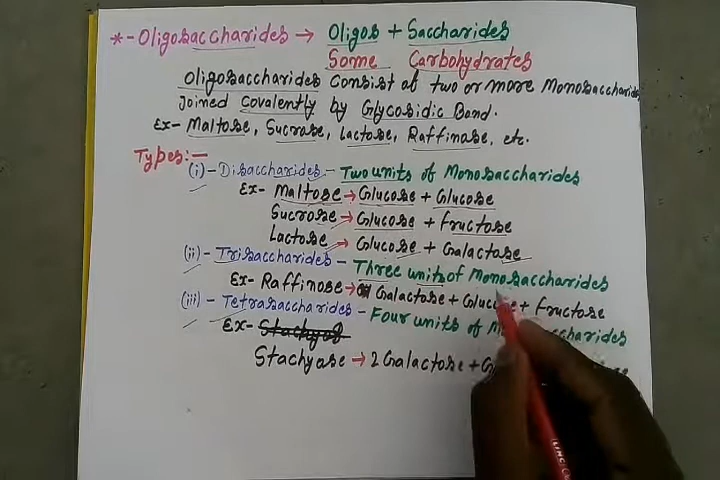 *-Oligosaccharides → Oligos + Saccharides
Some Carbohydrates
Oligosaccharides consist of two or more Monosaccharides
Joined covalently by Glycosidic Bond.
Ex- Maltose, Sucrose, Lactose, Raffinase, etc.
Types:-
(i)- Disaccharides - Two units of Monosaccharides
Ex- Maltose → Glucose + Glucose
Sucrose → Glucose + Fructose
Lactose → Glucose + Galactose
(ii)- Trisaccharides - Three units of Monosaccharides
Ex- Raffinose → Galactose + Glucose + Fructose
(iii)- Tetrasaccharides - Four units of
Ex-
Stachyase → 2 Galactose +